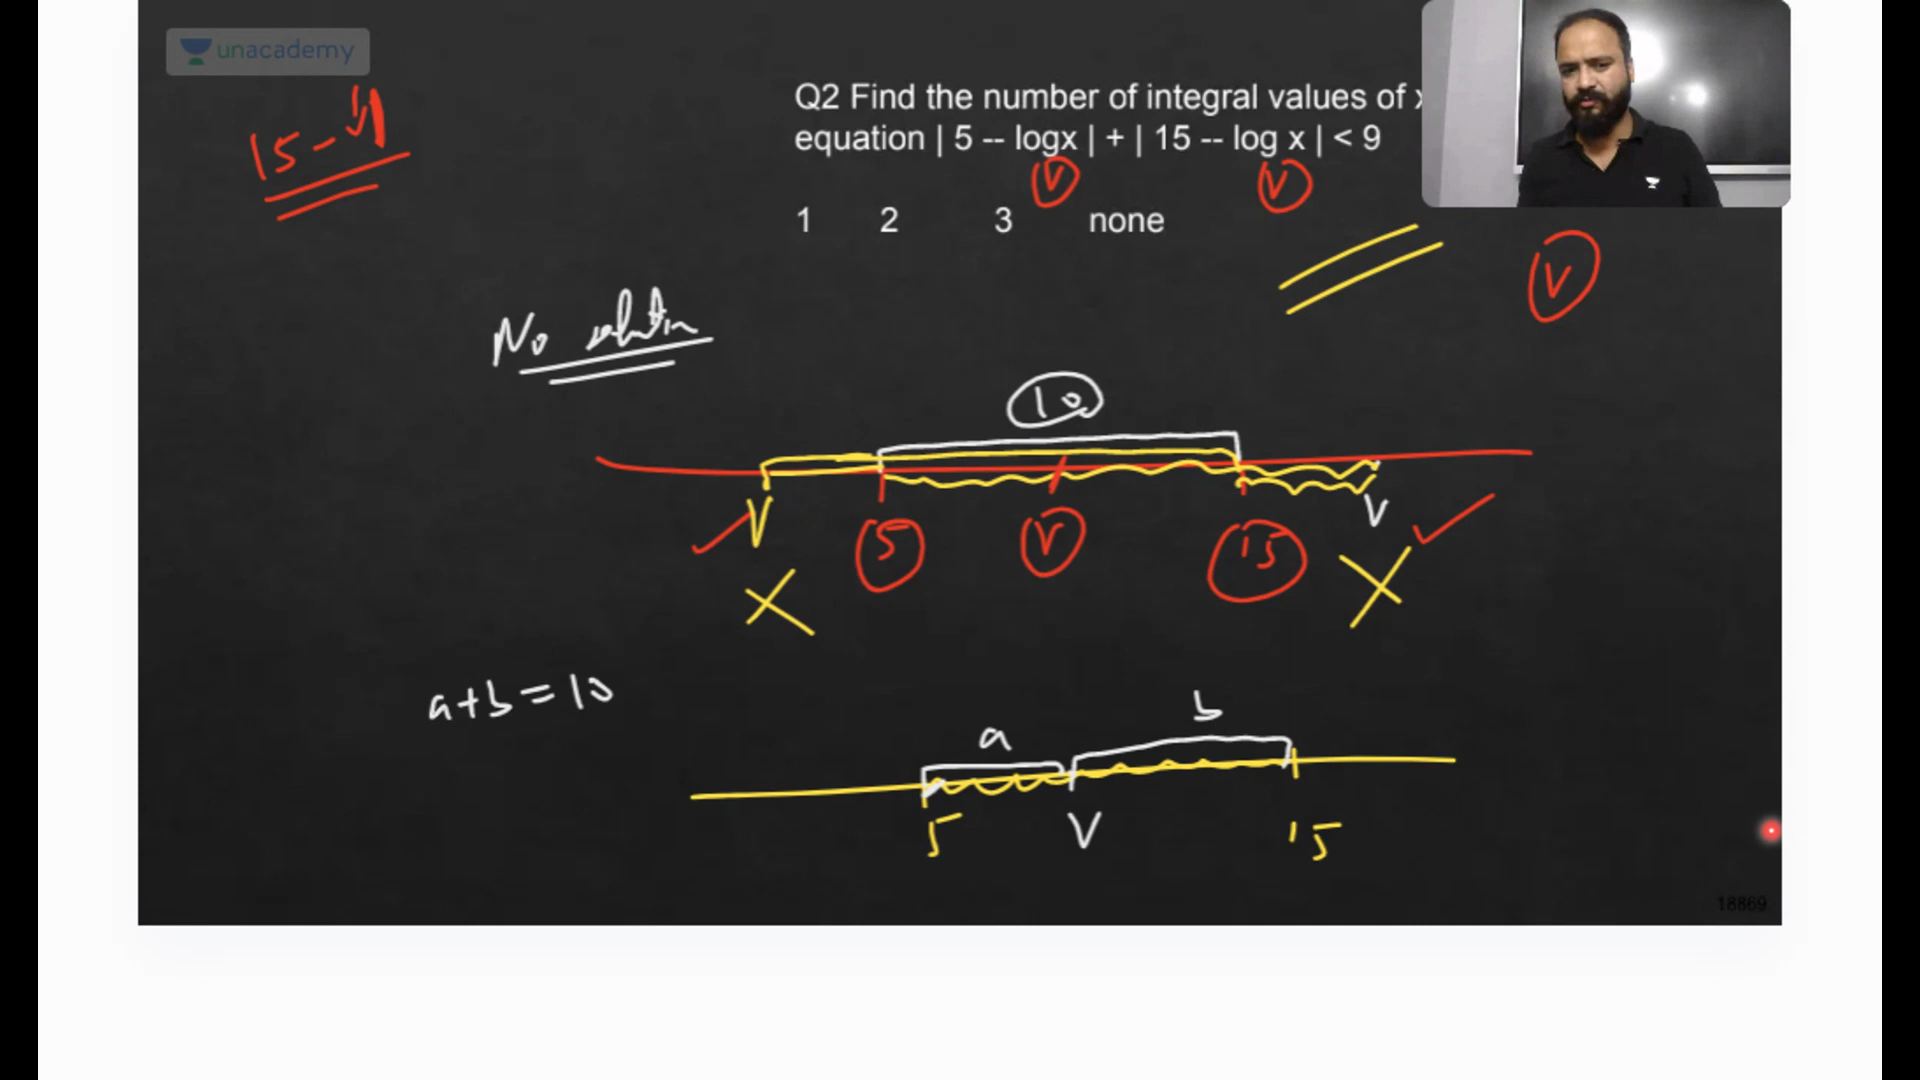 unacademy
15-y
Q2 Find the number of integral values of x
equation | 5 -- logx | + | 15 -- log x | < 9
V V
1 2 3 none
V
No solution
10
V 5 V 15 V
a+b=10
a b
5 V 15
18869